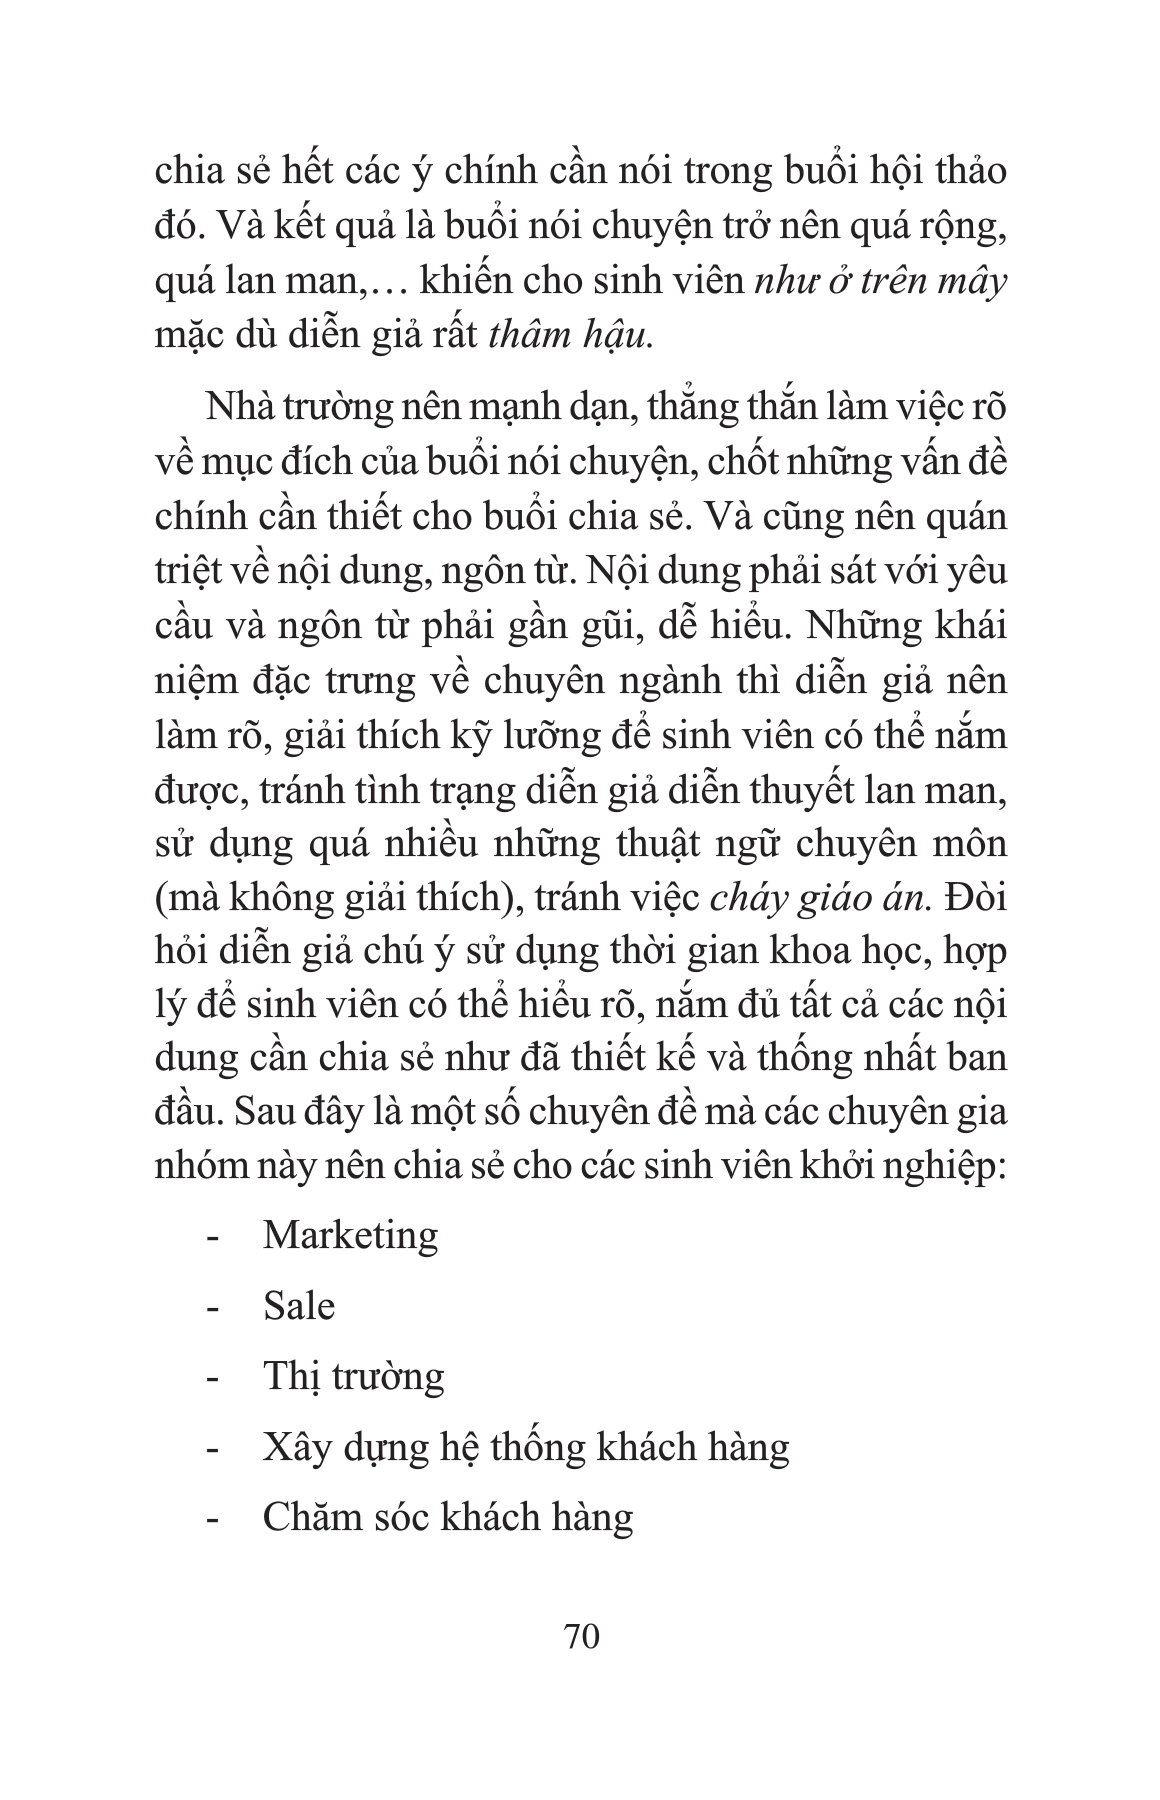 chia sẻ hết các ý chính cần nói trong buổi hội thảo
đó. Và kết quả là buổi nói chuyện trở nên quá rộng,
quá lan man,… khiến cho sinh viên như ở trên mây
mặc dù diễn giả rất thâm hậu.
Nhà trường nên mạnh dạn, thẳng thắn làm việc rõ
về mục đích của buổi nói chuyện, chốt những vấn đề
chính cần thiết cho buổi chia sẻ. Và cũng nên quán
triệt về nội dung, ngôn từ. Nội dung phải sát với yêu
cầu và ngôn từ phải gần gũi, dễ hiểu. Những khái
niệm đặc trưng về chuyên ngành thì diễn giả nên
làm rõ, giải thích kỹ lưỡng để sinh viên có thể nắm
được, tránh tình trạng diễn giả diễn thuyết lan man,
sử dụng quá nhiều những thuật ngữ chuyên môn
(mà không giải thích), tránh việc cháy giáo án. Đòi
hỏi diễn giả chú ý sử dụng thời gian khoa học, hợp
lý để sinh viên có thể hiểu rõ, nắm đủ tất cả các nội
dung cần chia sẻ như đã thiết kế và thống nhất ban
đầu. Sau đây là một số chuyên đề mà các chuyên gia
nhóm này nên chia sẻ cho các sinh viên khởi nghiệp:
- Marketing
- Sale
- Thị trường
- Xây dựng hệ thống khách hàng
- Chăm sóc khách hàng
70